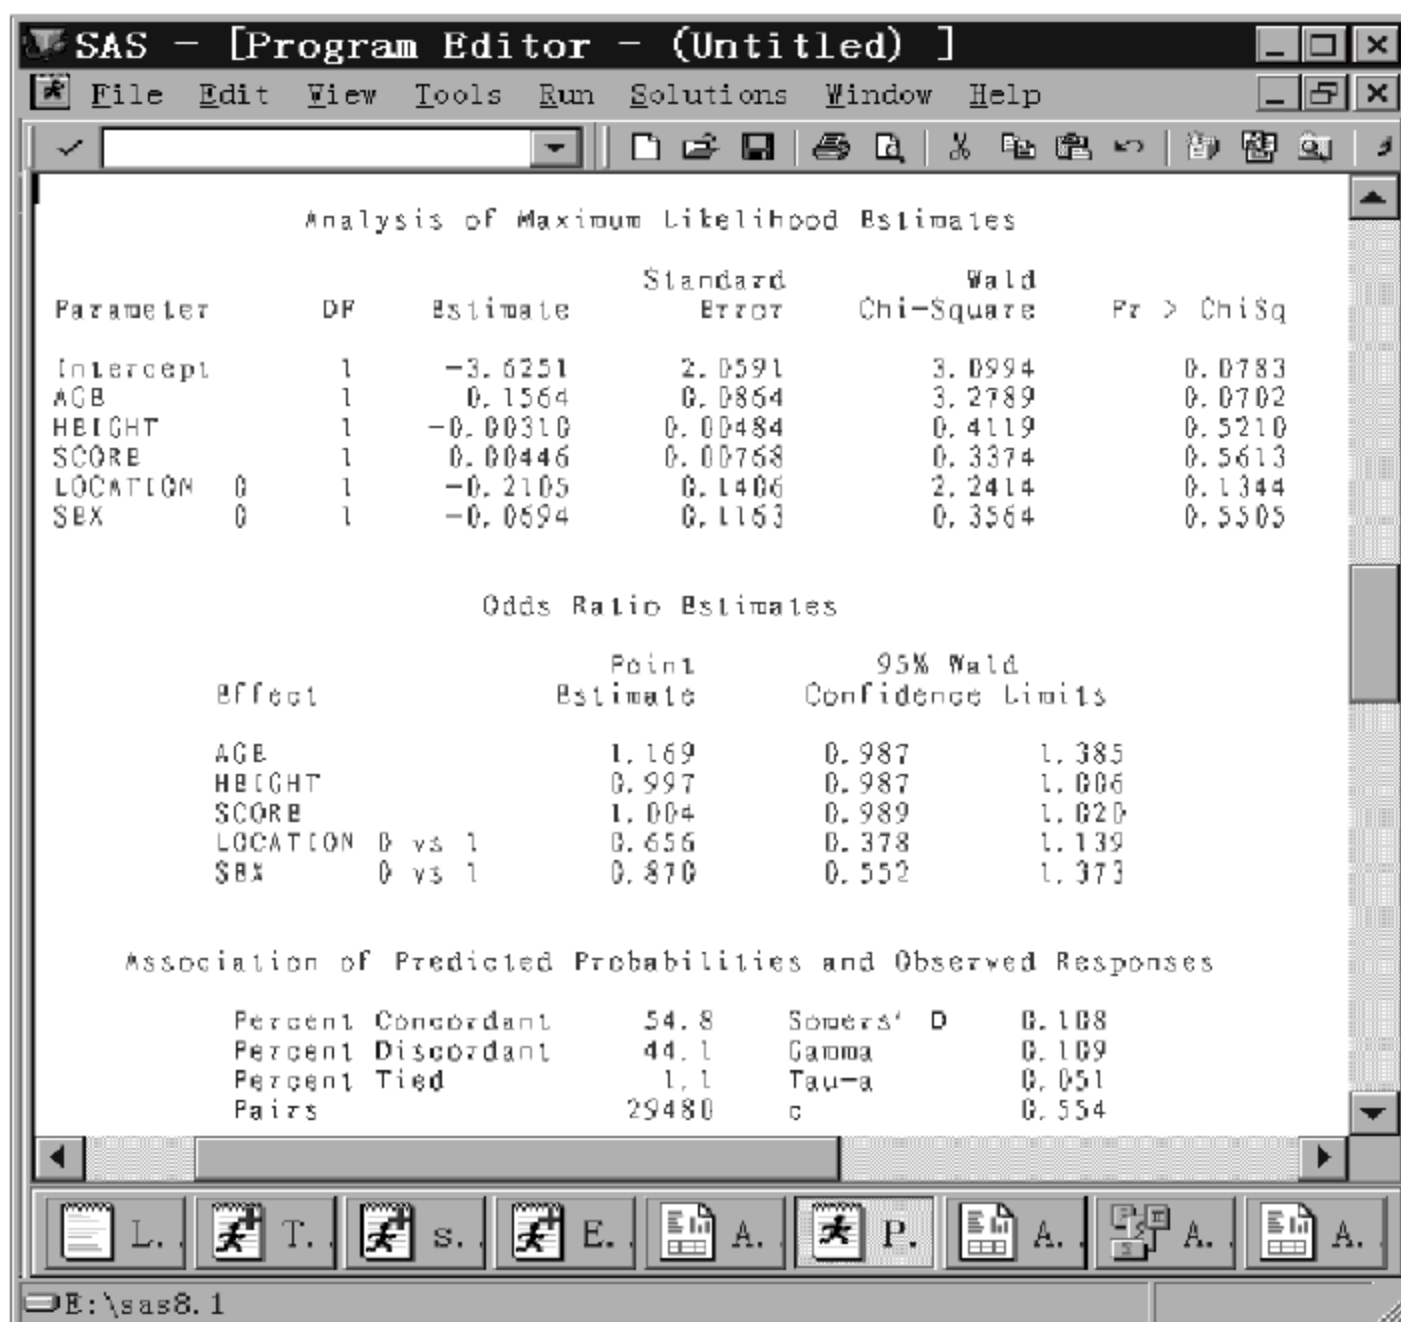 SAS - [Program Editor - (Untitled) ]
File Edit View Tools Run Solutions Window Help
Analysis of Maximum Likelihood Estimates
Standard Wald
Parameter DF Estimate Error Chi-Square Pr > ChiSq
Intercept 1 -3.6251 2.0591 3.0994 0.0783
AGE 1 0.1564 0.0864 3.2789 0.0702
HEIGHT 1 -0.00310 0.00484 0.4119 0.5210
SCORE 1 0.00446 0.00768 0.3374 0.5613
LOCATION 0 1 -0.2105 0.1406 2.2414 0.1344
SEX 0 1 -0.0694 0.1163 0.3564 0.5505
Odds Ratio Estimates
Point 95% Wald
Effect Estimate Confidence Limits
AGE 1.169 0.987 1.385
HEIGHT 0.997 0.987 1.006
SCORE 1.004 0.989 1.020
LOCATION 0 vs 1 0.656 0.378 1.139
SEX 0 vs 1 0.870 0.552 1.373
Association of Predicted Probabilities and Observed Responses
Percent Concordant 54.8 Somers' D 0.108
Percent Discordant 44.1 Gamma 0.109
Percent Tied 1.1 Tau-a 0.051
Pairs 29480 c 0.554
L.. T.. s.. E.. A.. P.. A.. A.. A..
E:\sas8.1